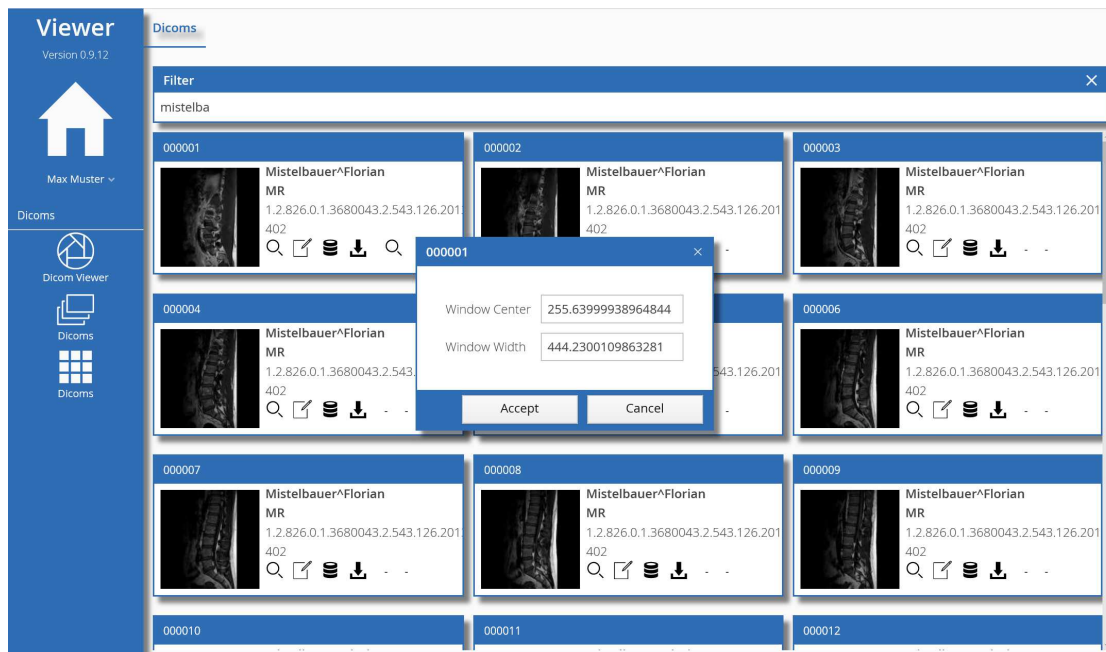 Viewer
Version 0.9.12
Max Muster
Dicoms
Dicom Viewer
Dicoms
Dicoms
Dicoms
Filter
mistelba
000001
Mistelbauer^Florian
MR
1.2.826.0.1.3680043.2.543.126.201
402
- -
000002
Mistelbauer^Florian
MR
1.2.826.0.1.3680043.2.543.126.201
402
-
000003
Mistelbauer^Florian
MR
1.2.826.0.1.3680043.2.543.126.201
402
- -
000001
Window Center 255.63999938964844
Window Width 444.2300109863281
Accept Cancel
000004
Mistelbauer^Florian
MR
1.2.826.0.1.3680043.2.543.
402
- -
543.126.201
-
000006
Mistelbauer^Florian
MR
1.2.826.0.1.3680043.2.543.126.201
402
- -
000007
Mistelbauer^Florian
MR
1.2.826.0.1.3680043.2.543.126.201
402
- -
000008
Mistelbauer^Florian
MR
1.2.826.0.1.3680043.2.543.126.201
402
- -
000009
Mistelbauer^Florian
MR
1.2.826.0.1.3680043.2.543.126.201
402
- -
000010
000011
000012